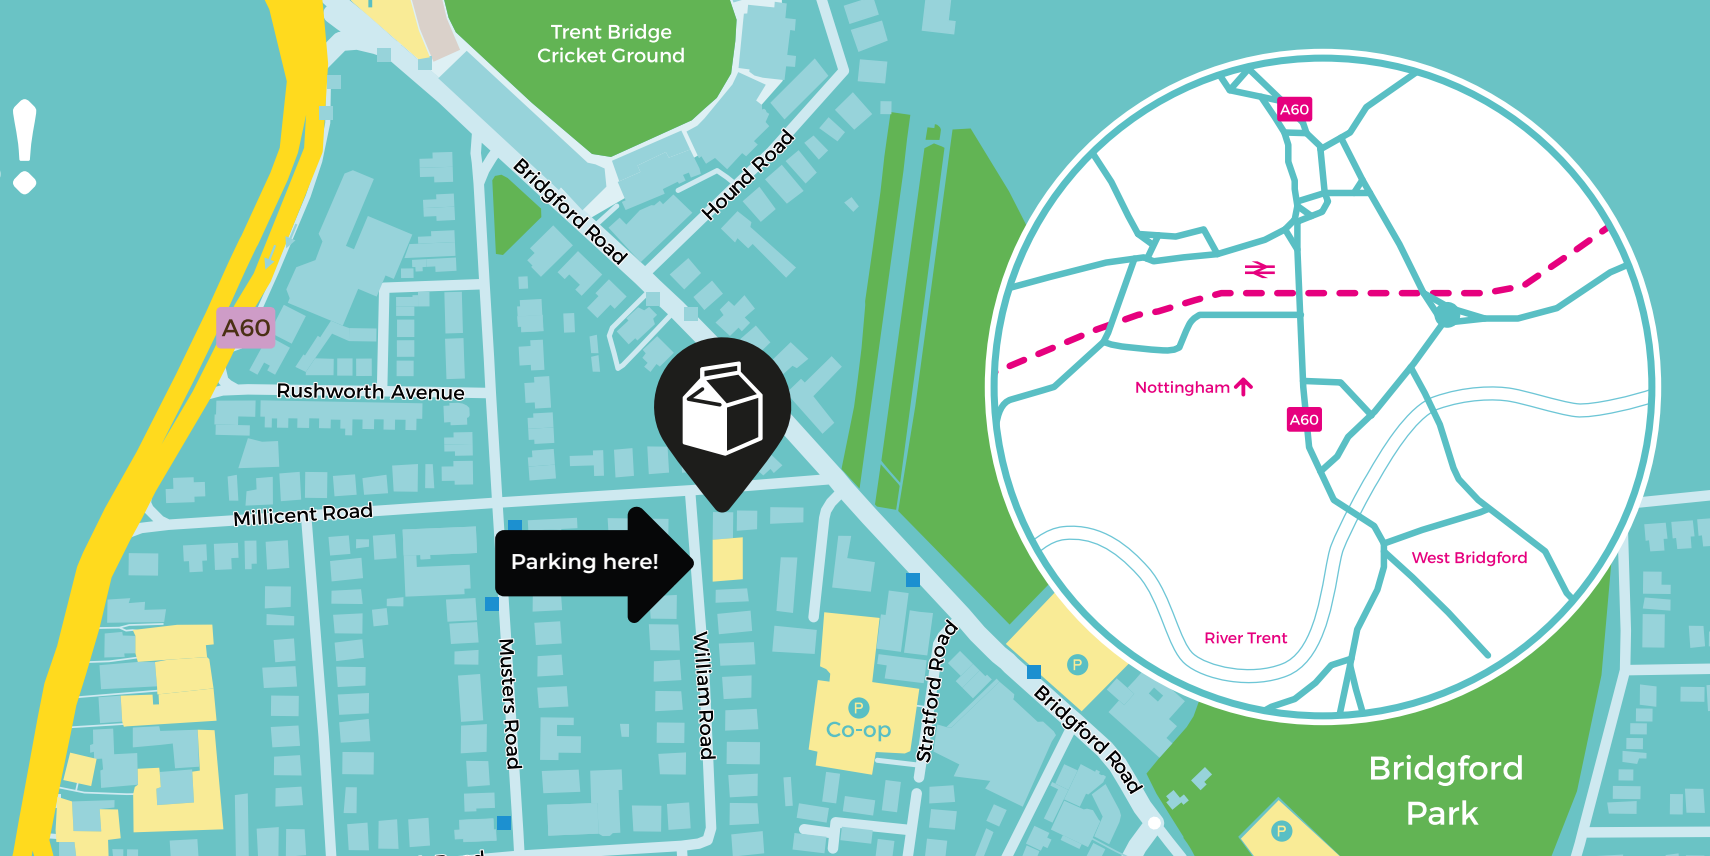 Trent Bridge
Cricket Ground
!
A60
Hound Road
Bridgford Road
A60
Nottingham
A60
Rushworth Avenue
Millicent Road
Parking here!
West Bridgford
River Trent
Musters Road
William Road
Stratford Road
P
P
Co-op
Bridgford Road
Bridgford
Park
P
Road